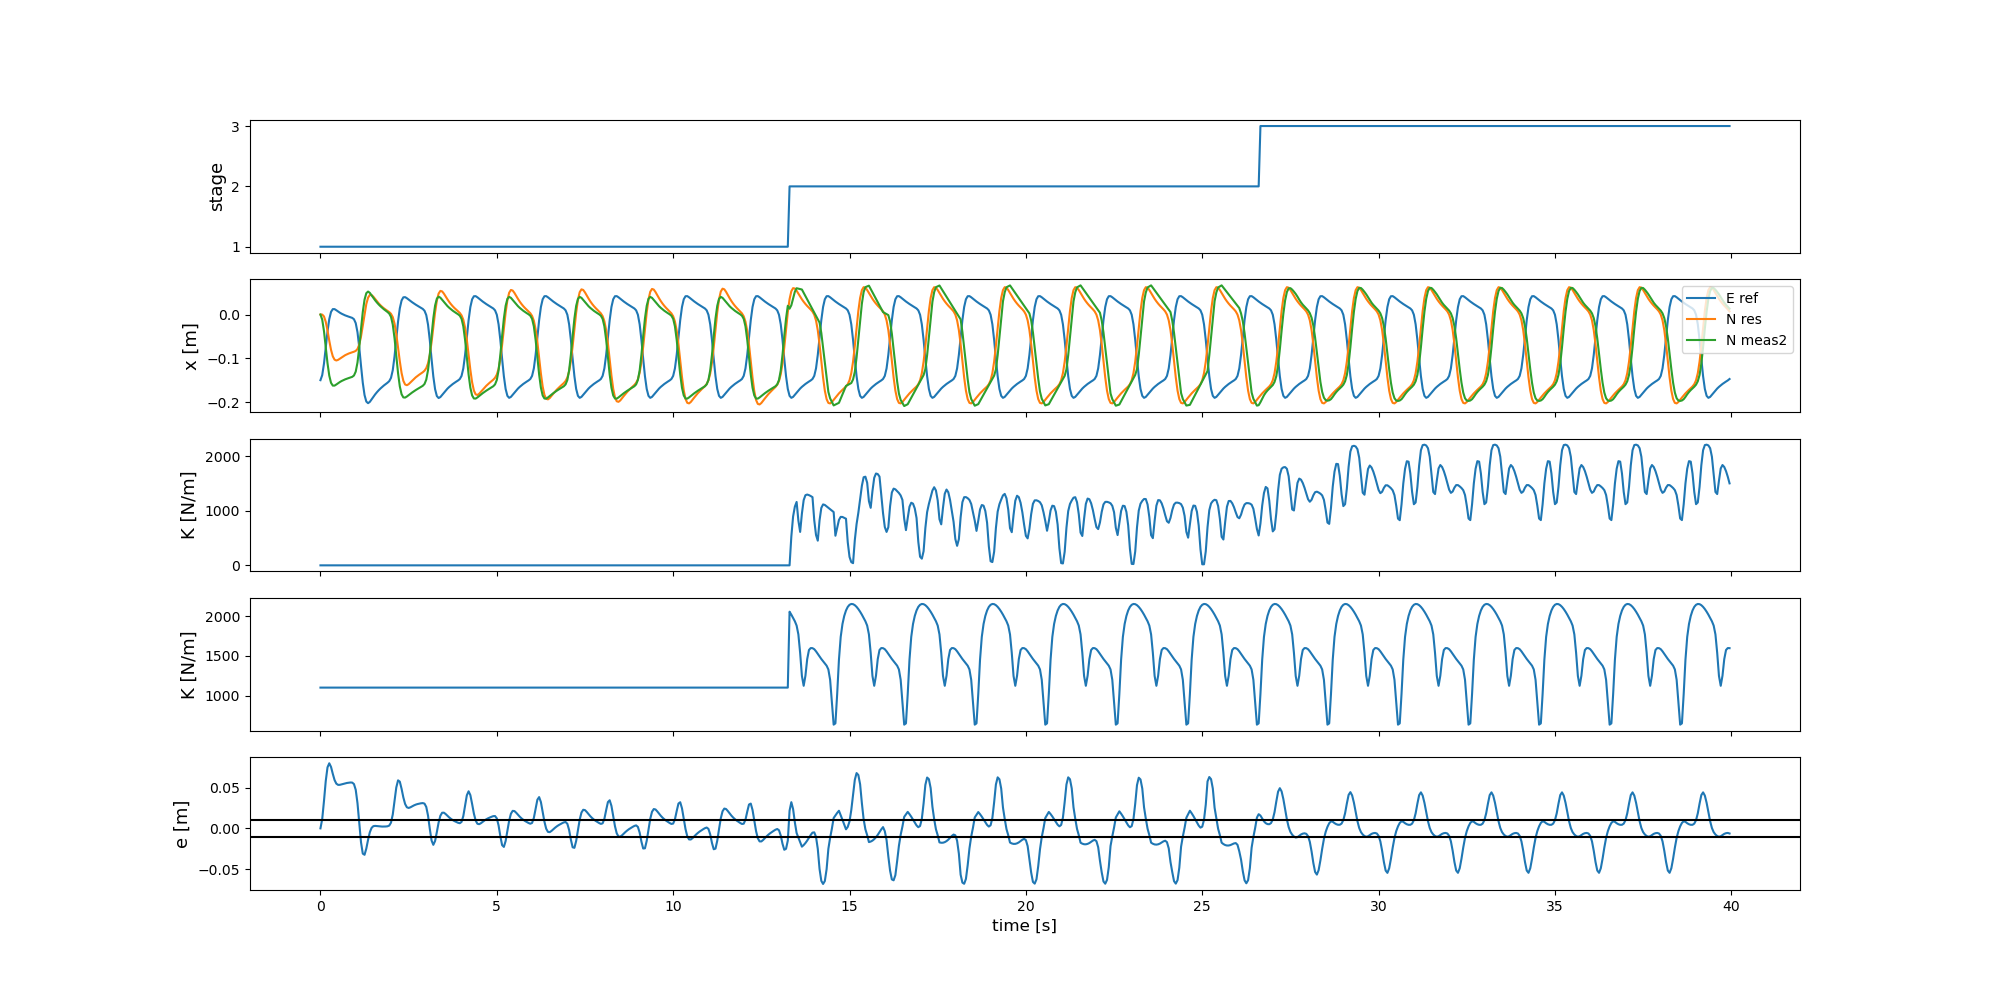 stage
3
2
1
x [m]
0.0
−0.1
−0.2
E ref
N res
N meas2
K [N/m]
2000
1000
0
K [N/m]
2000
1500
1000
e [m]
0.05
0.00
−0.05
0 5 10 15 20 25 30 35 40
time [s]